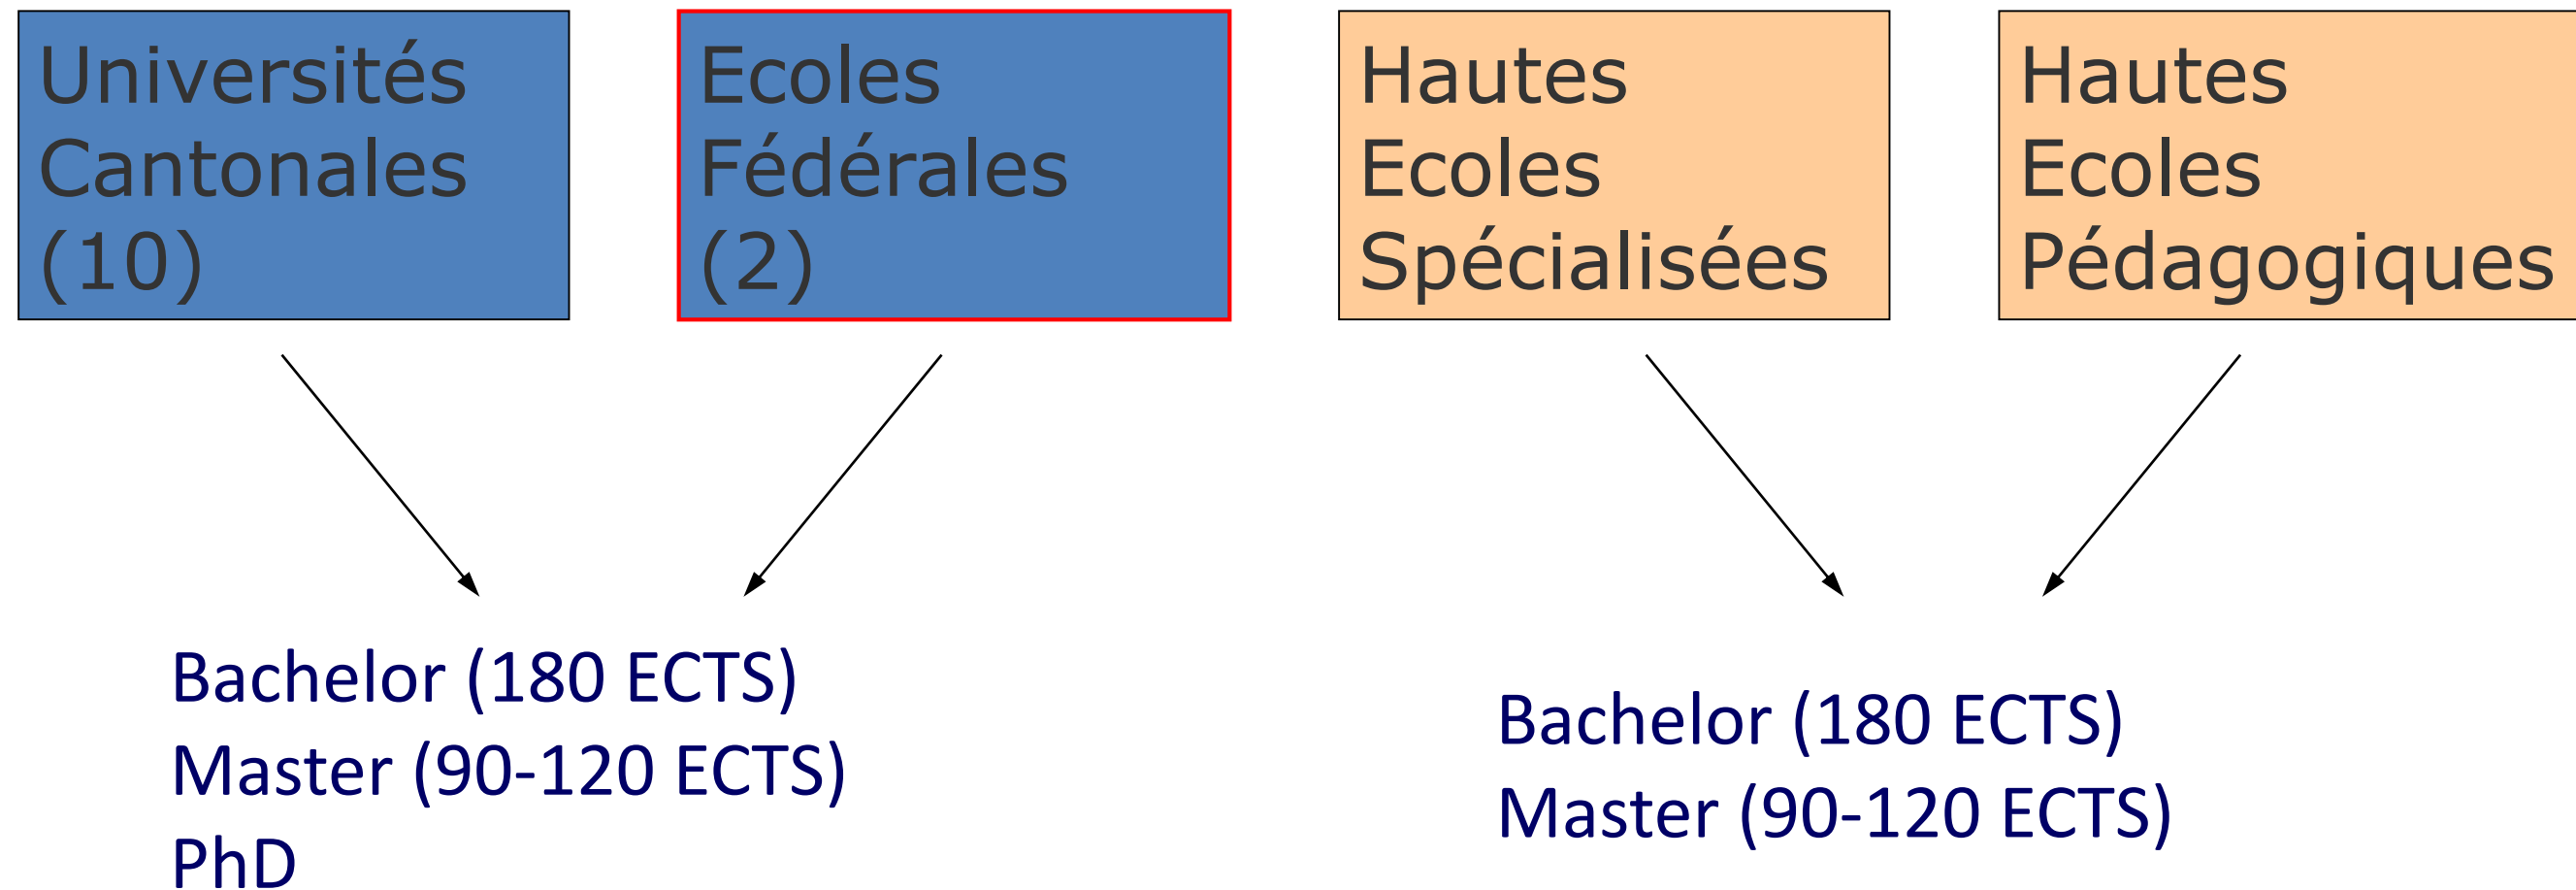 Universités
Cantonales
(10)
Ecoles
Fédérales
(2)
Hautes
Ecoles
Spécialisées
Hautes
Ecoles
Pédagogiques
Bachelor (180 ECTS)
Master (90-120 ECTS)
PhD
Bachelor (180 ECTS)
Master (90-120 ECTS)